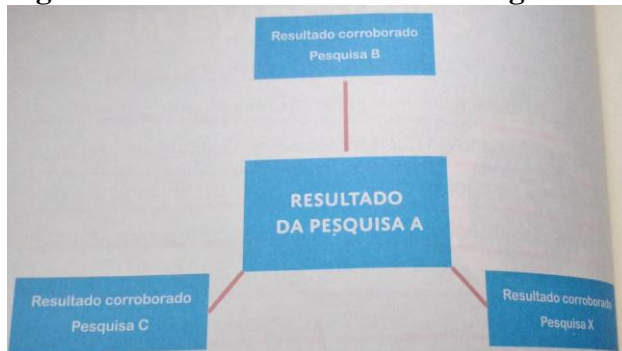 Resultado corroborado
Pesquisa B
RESULTADO
DA PESQUISA A
Resultado corroborado
Pesquisa C
Resultado corroborado
Pesquisa X